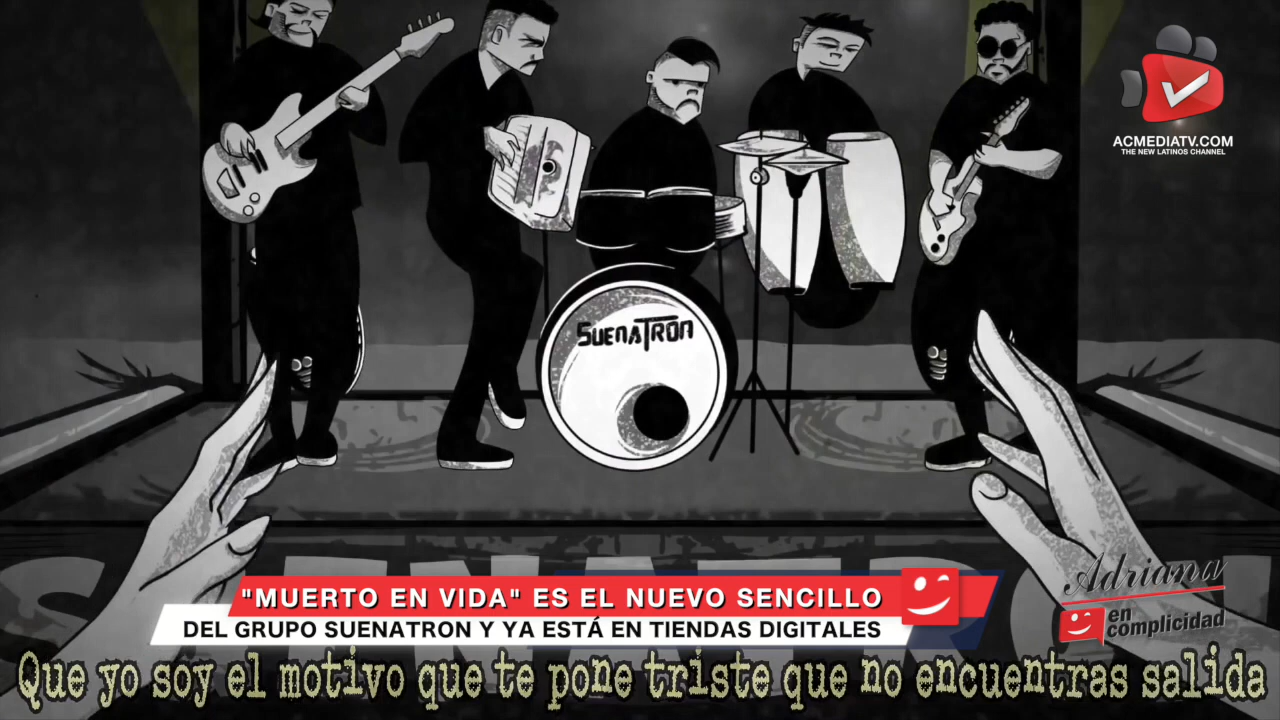 ACMEDIATV.COM
THE NEW LATINOS CHANNEL
SUENATRON
SUENATRON
Adriana
en
complicidad
"MUERTO EN VIDA" ES EL NUEVO SENCILLO
DEL GRUPO SUENATRON Y YA ESTÁ EN TIENDAS DIGITALES
Que yo soy el motivo que te pone triste que no encuentras salida